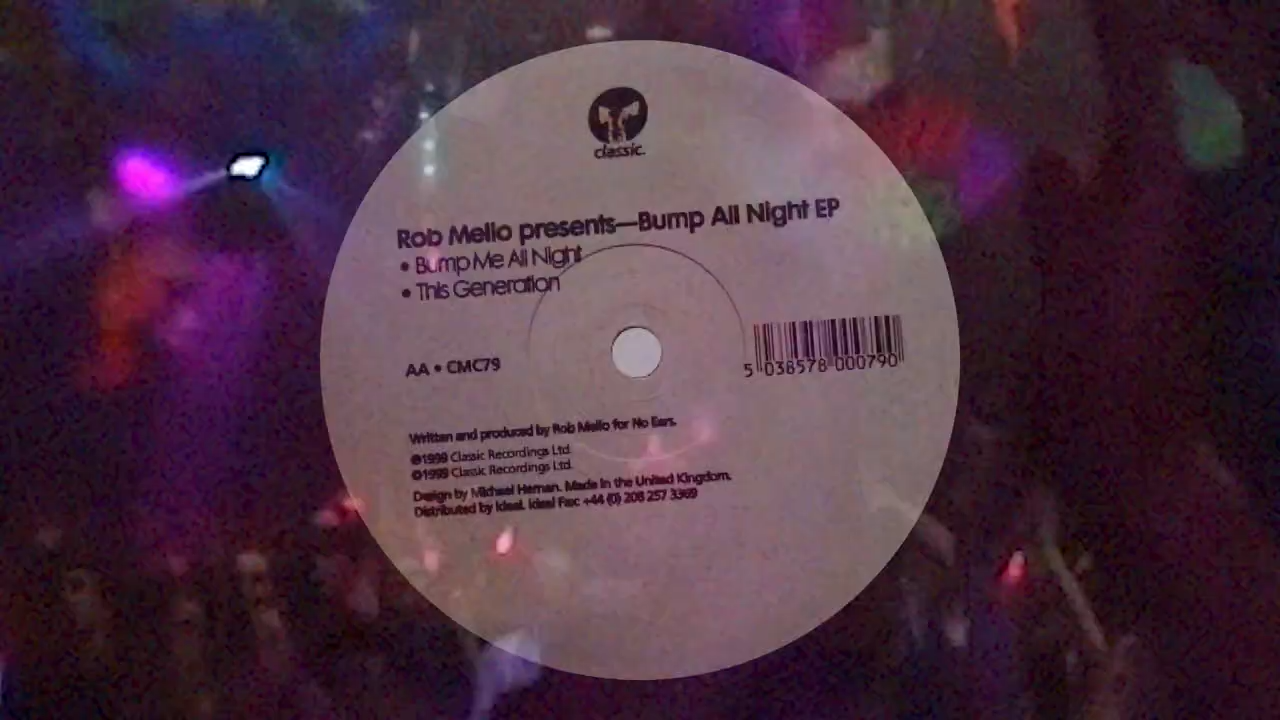 classic.
Rob Mello presents—Bump All Night EP
• Bump Me All Night
• This Generation
AA • CMC79
5 038578 000790
Written and produced by Rob Mello for No Ears.
℗1999 Classic Recordings Ltd.
©1999 Classic Recordings Ltd.
Design by Michael Heman. Made in the United Kingdom.
Distributed by Ideal. Ideal Fax: +44 (0) 208 257 3369